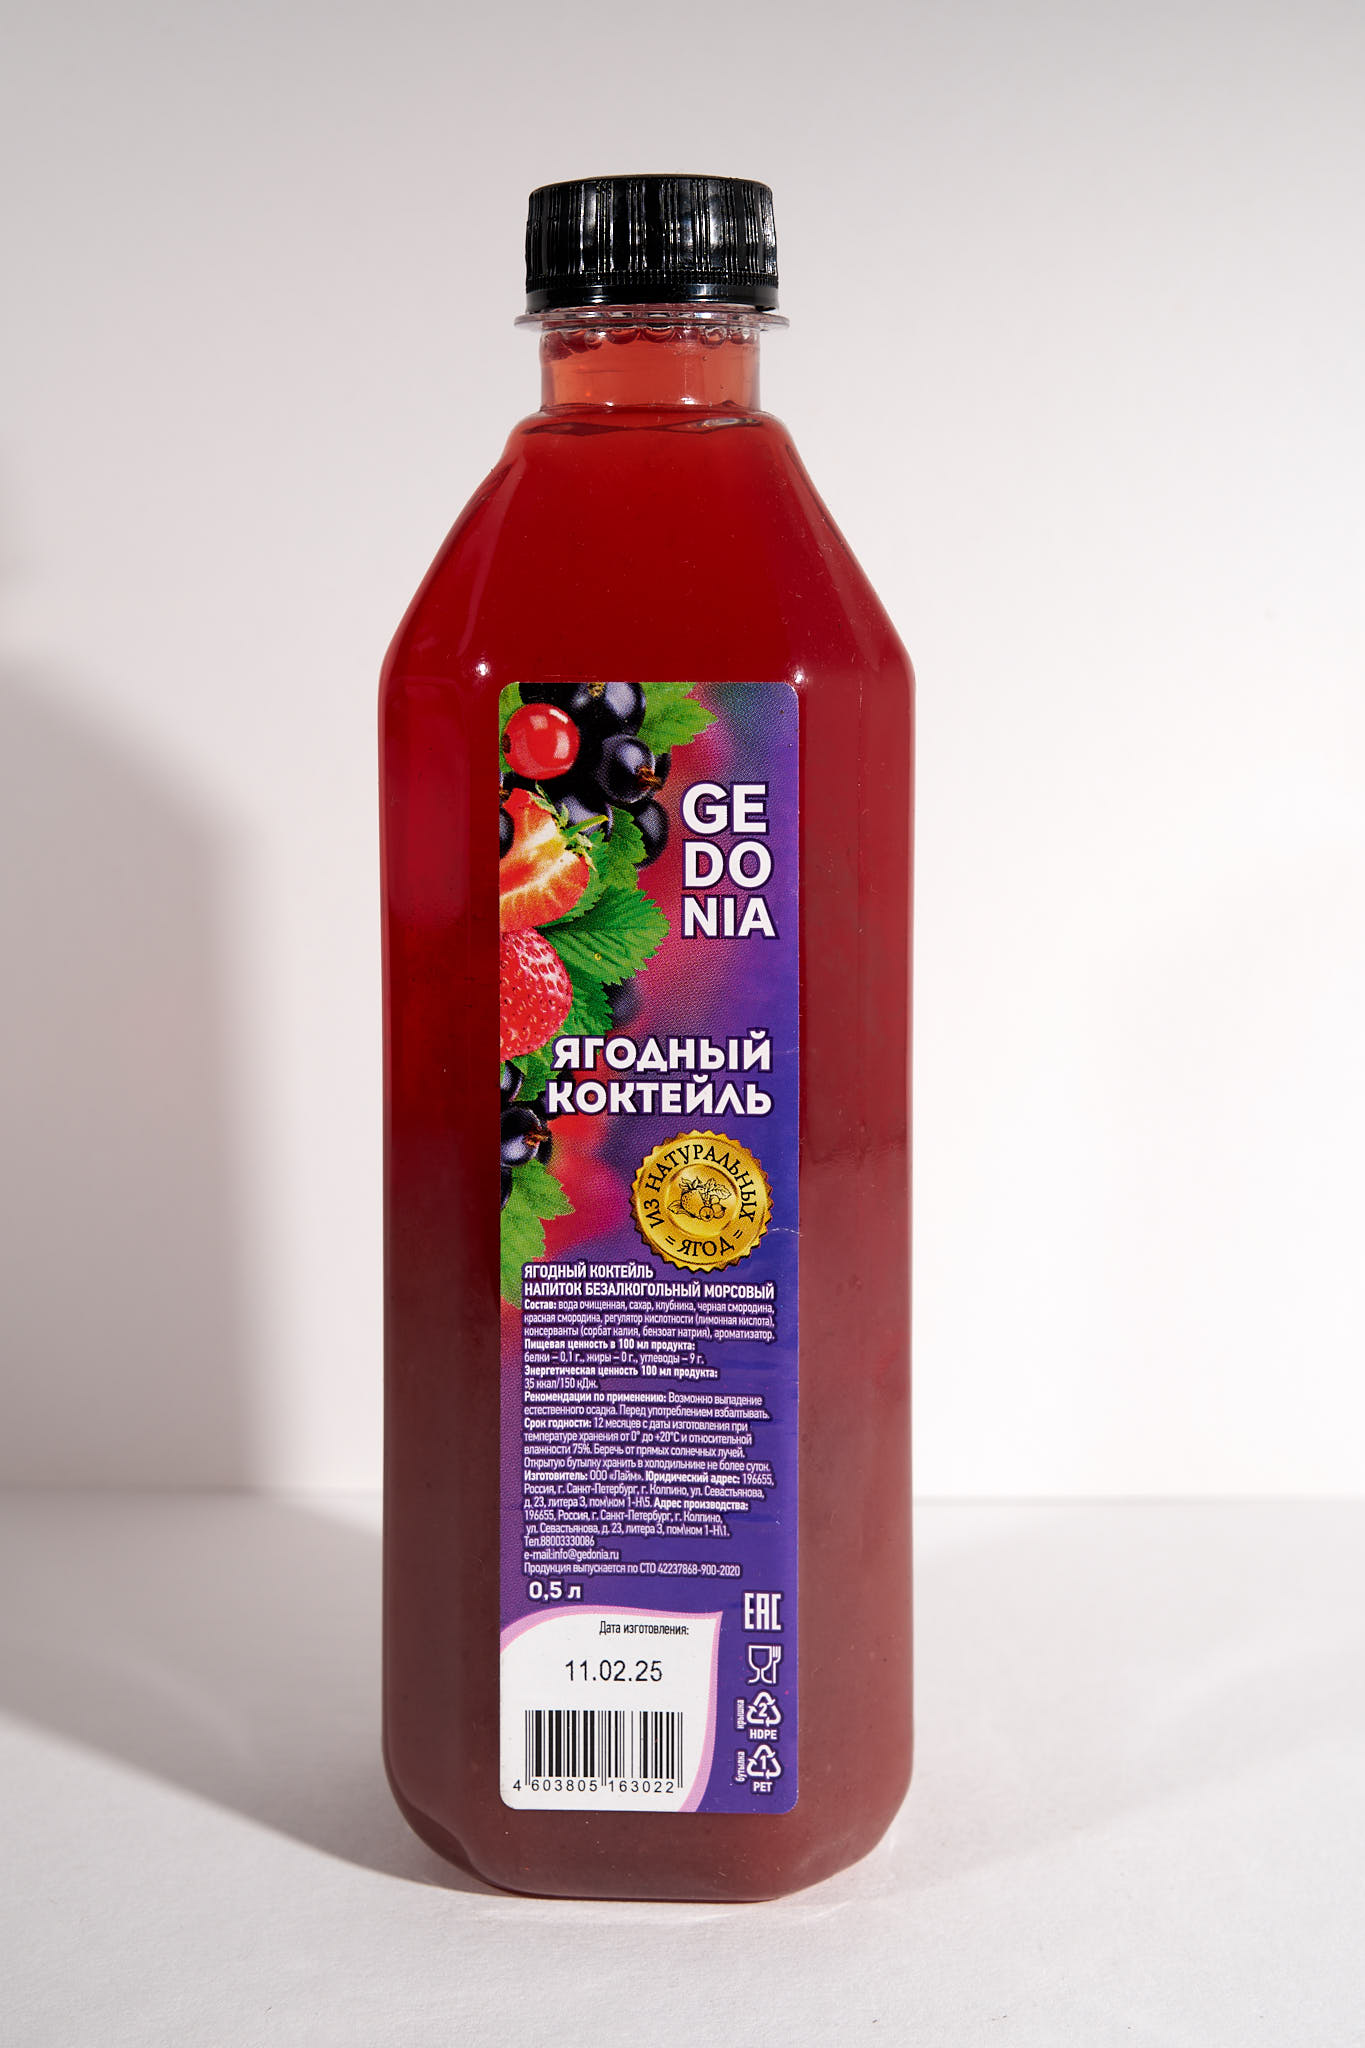 GE
DO
NIA
ЯГОДНЫЙ
КОКТЕЙЛЬ
ИЗ НАТУРАЛЬНЫХ
= ЯГОД =
ЯГОДНЫЙ КОКТЕЙЛЬ
НАПИТОК БЕЗАЛКОГОЛЬНЫЙ МОРСОВЫЙ
Состав: вода очищенная, сахар, клубника, черная смородина,
красная смородина, регулятор кислотности (лимонная кислота),
консерванты (сорбат калия, бензоат натрия), ароматизатор.
Пищевая ценность в 100 мл продукта:
белки – 0,1 г., жиры – 0 г., углеводы – 9 г.
Энергетическая ценность 100 мл продукта:
35 ккал/150 кДж.
Рекомендации по применению: Возможно выпадение
естественного осадка. Перед употреблением взбалтывать.
Срок годности: 12 месяцев с даты изготовления при
температуре хранения от 0° до +20°С и относительной
влажности 75%. Беречь от прямых солнечных лучей.
Открытую бутылку хранить в холодильнике не более суток.
Изготовитель: ООО «Лайм». Юридический адрес: 196655,
Россия, г. Санкт-Петербург, г. Колпино, ул. Севастьянова,
д. 23, литера 3, пом\ком 1-Н\5. Адрес производства:
196655, Россия, г. Санкт-Петербург, г. Колпино,
ул. Севастьянова, д. 23, литера 3, пом\ком 1-Н\1.
Тел.88003330086
e-mail:info@gedonia.ru
Продукция выпускается по СТО 42237868-900-2020
0,5 л
ЕАС
Дата изготовления:
11.02.25
крышка
2
HDPE
бутылка
1
PET
4 603805 163022